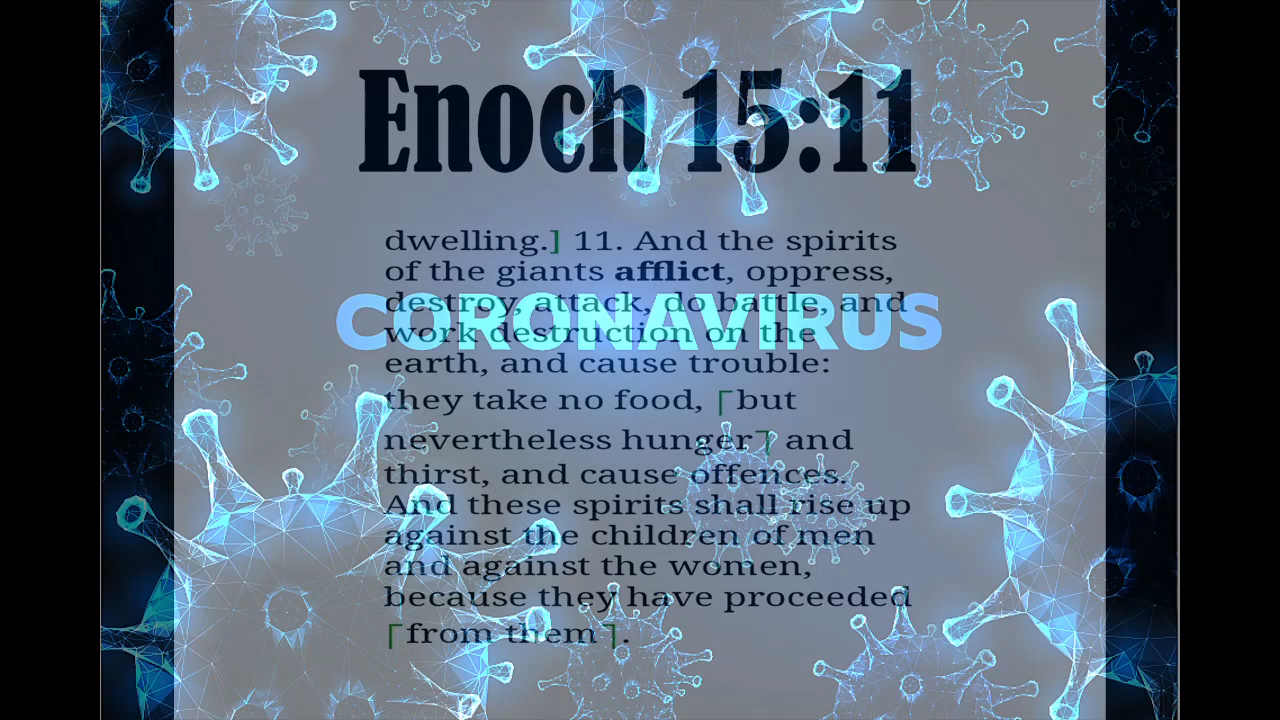 Enoch 15:11
dwelling.] 11. And the spirits
of the giants afflict, oppress,
destroy, attack, do battle, and
CORONAVIRUS
work destruction on the
earth, and cause trouble:
they take no food, ⌈but
nevertheless hunger⌉ and
thirst, and cause offences.
And these spirits shall rise up
against the children of men
and against the women,
because they have proceeded
⌈from them⌉.